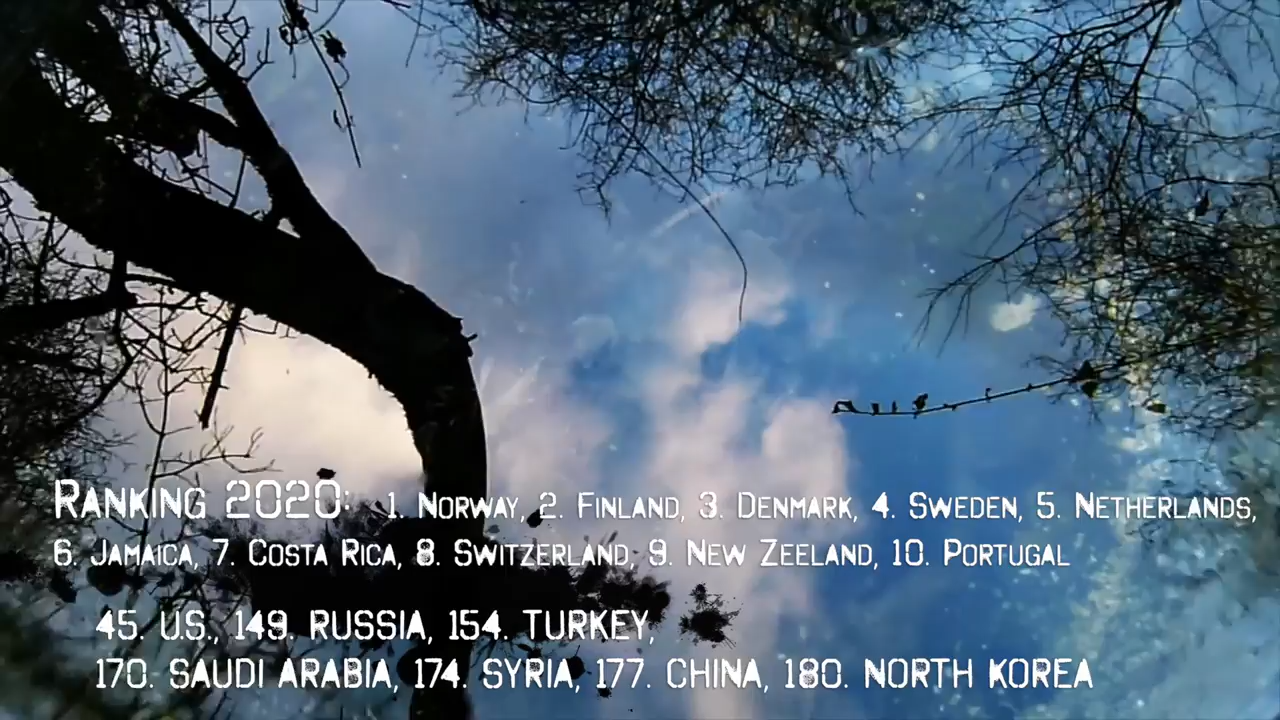 Ranking 2020: 1. Norway, 2. Finland, 3. Denmark, 4. Sweden, 5. Netherlands,
6. Jamaica, 7. Costa Rica, 8. Switzerland, 9. New Zeeland, 10. Portugal
45. U.S., 149. RUSSIA, 154. TURKEY,
170. SAUDI ARABIA, 174. SYRIA, 177. CHINA, 180. NORTH KOREA